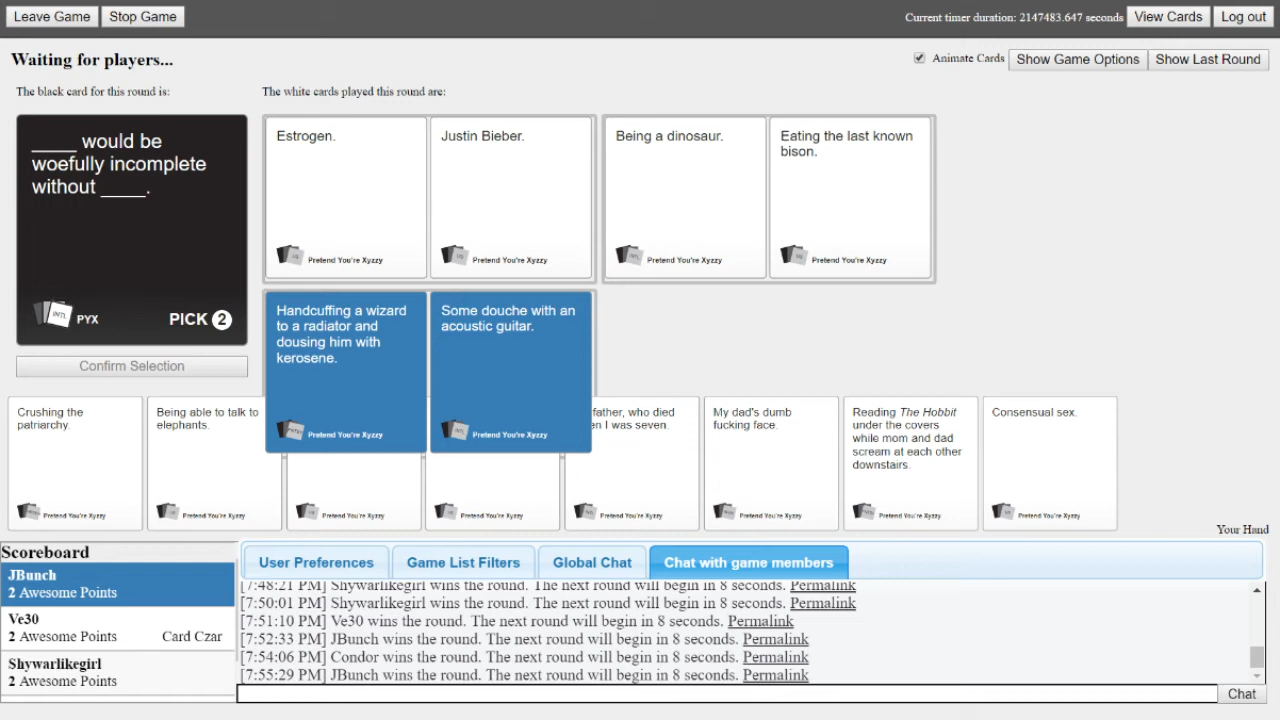 Leave Game
Stop Game
Current timer duration: 2147483.647 seconds
View Cards
Log out
Waiting for players...
Animate Cards
Show Game Options
Show Last Round
The black card for this round is:
The white cards played this round are:
____ would be
woefully incomplete
without ____.
PYX
PICK 2
Confirm Selection
Estrogen.
Pretend You're Xyzzy
Justin Bieber.
Pretend You're Xyzzy
Being a dinosaur.
Pretend You're Xyzzy
Eating the last known
bison.
Pretend You're Xyzzy
Handcuffing a wizard
to a radiator and
dousing him with
kerosene.
Pretend You're Xyzzy
Some douche with an
acoustic guitar.
Pretend You're Xyzzy
Crushing the
patriarchy.
Pretend You're Xyzzy
Being able to talk to
elephants.
Pretend You're Xyzzy
Pretend You're Xyzzy
Pretend You're Xyzzy
father, who died
I was seven.
Pretend You're Xyzzy
My dad's dumb
fucking face.
Pretend You're Xyzzy
Reading The Hobbit
under the covers
while mom and dad
scream at each other
downstairs.
Pretend You're Xyzzy
Consensual sex.
Pretend You're Xyzzy
Your Hand
Scoreboard
JBunch
2 Awesome Points
Ve30
2 Awesome Points Card Czar
Shywarlikegirl
2 Awesome Points
User Preferences
Game List Filters
Global Chat
Chat with game members
[7:48:21 PM] Shywarlikegirl wins the round. The next round will begin in 8 seconds. Permalink
[7:50:01 PM] Shywarlikegirl wins the round. The next round will begin in 8 seconds. Permalink
[7:51:10 PM] Ve30 wins the round. The next round will begin in 8 seconds. Permalink
[7:52:33 PM] JBunch wins the round. The next round will begin in 8 seconds. Permalink
[7:54:06 PM] Condor wins the round. The next round will begin in 8 seconds. Permalink
[7:55:29 PM] JBunch wins the round. The next round will begin in 8 seconds. Permalink
Chat